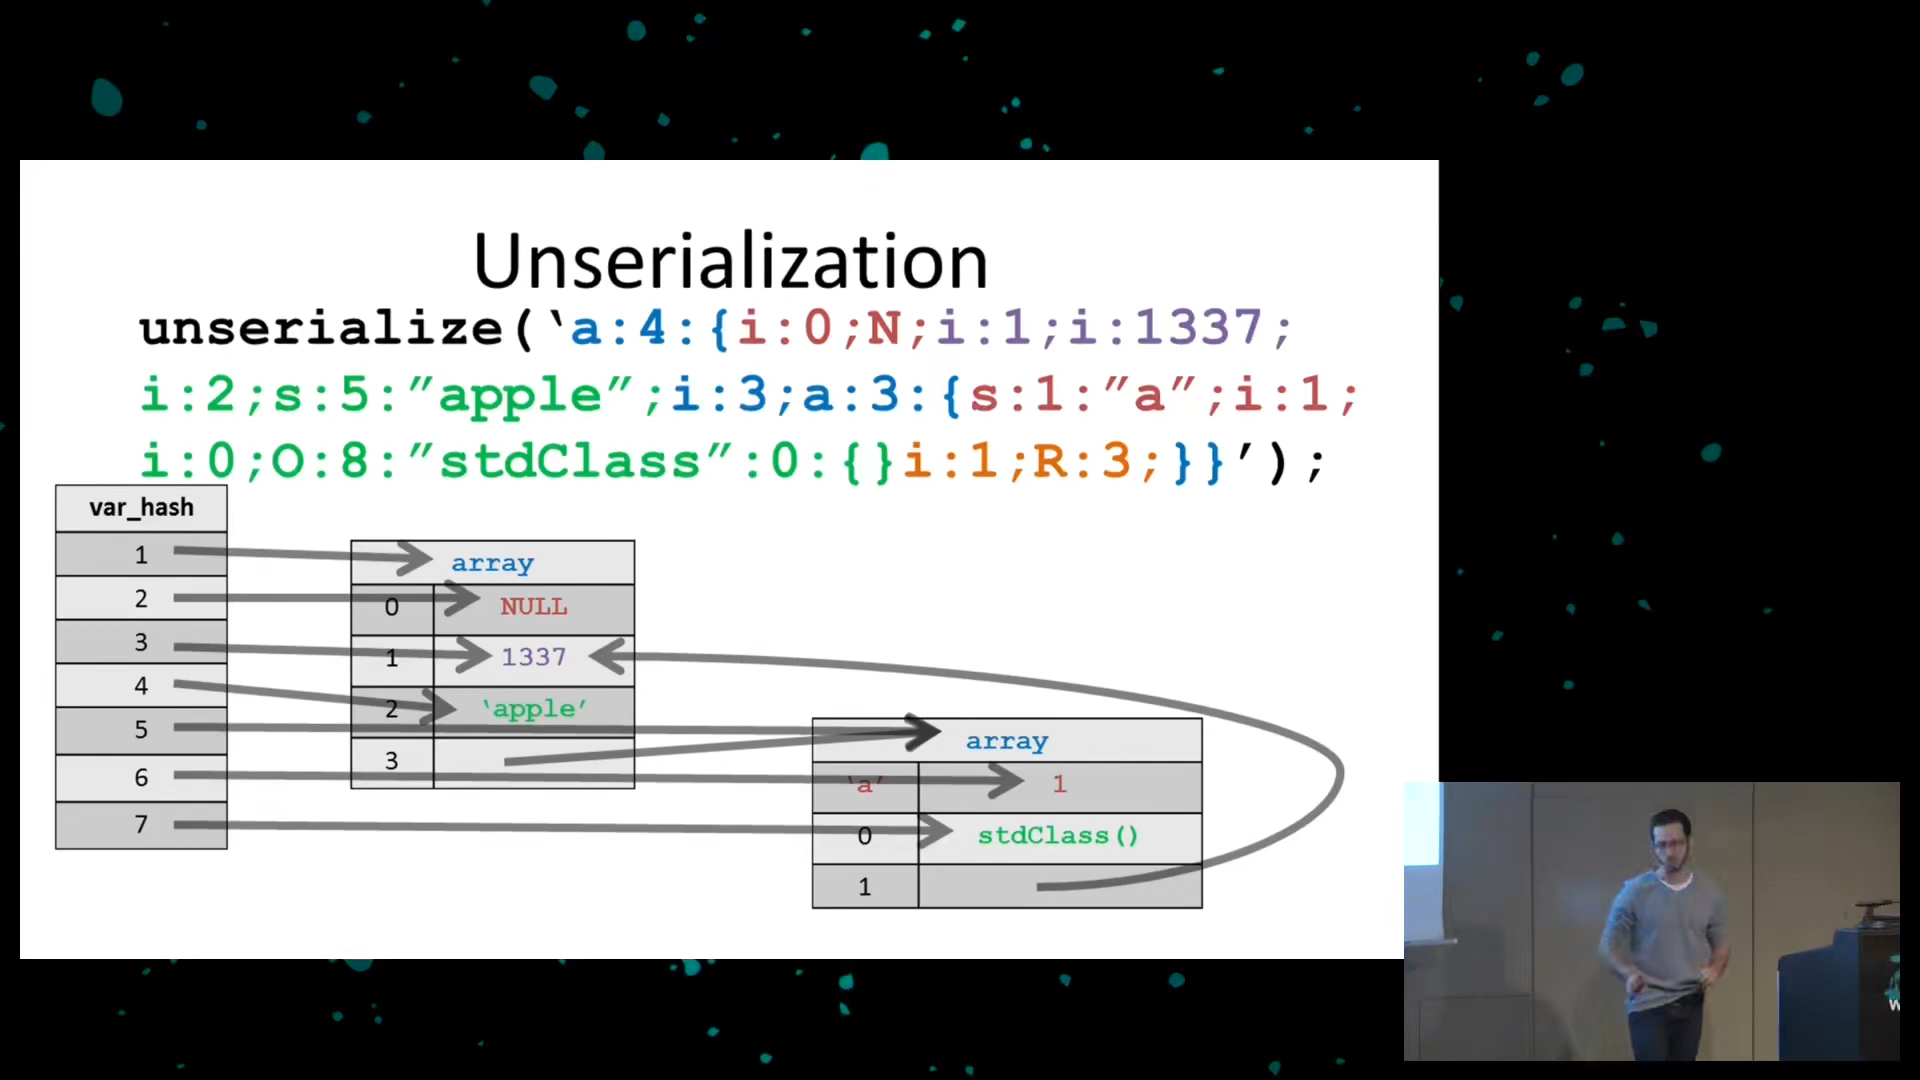 Unserialization
unserialize(‘a:4:{i:0;N;i:1;i:1337;
i:2;s:5:”apple”;i:3;a:3:{s:1:”a”;i:1;
i:0;O:8:”stdClass”:0:{}i:1;R:3;}}’);
var_hash
1
2
3
4
5
6
7
array
0 NULL
1 1337
2 ‘apple’
3
array
‘a’ 1
0 stdClass()
1
W